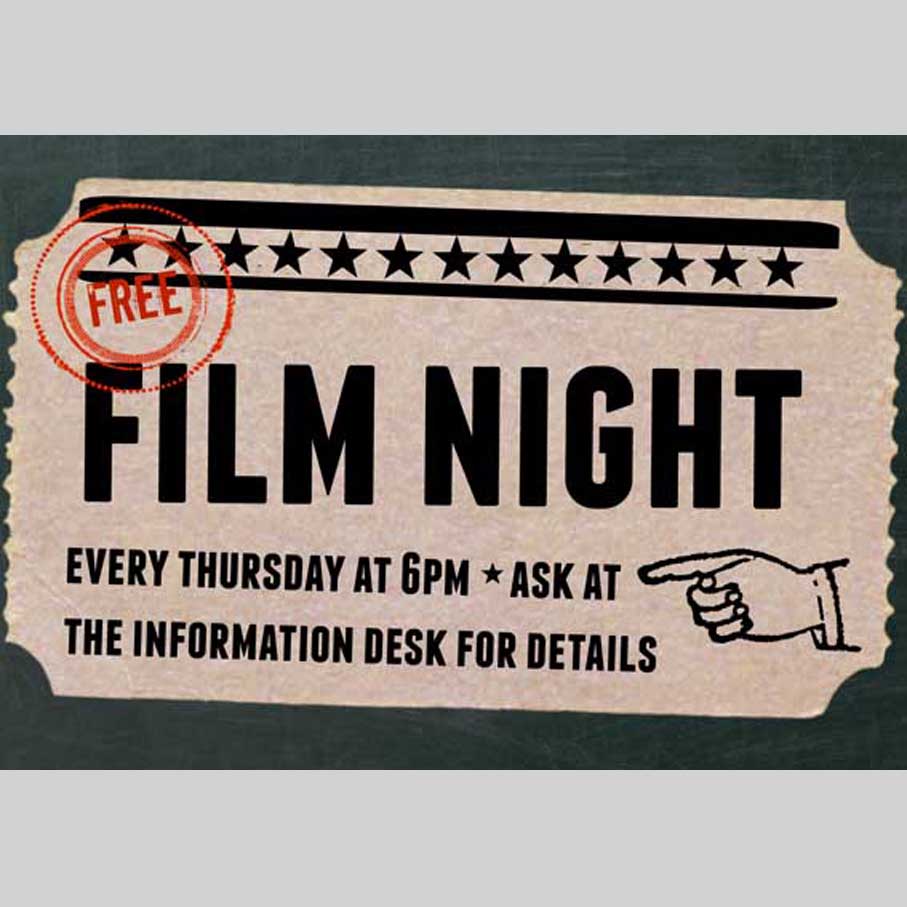 FREE
FILM NIGHT
EVERY THURSDAY AT 6PM ★ ASK AT
THE INFORMATION DESK FOR DETAILS